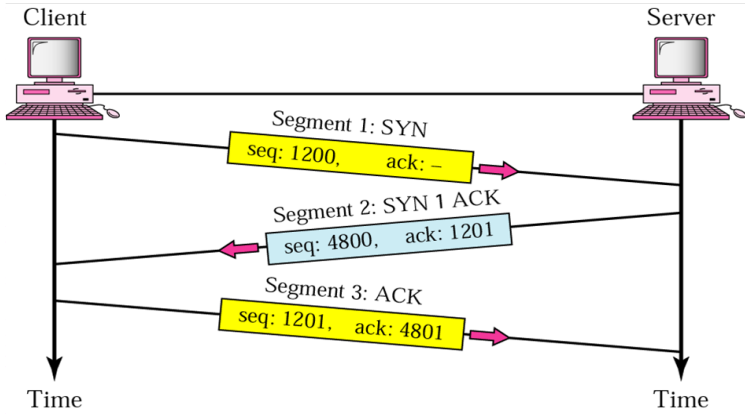 Client
Server
Segment 1: SYN
seq: 1200, ack: –
Segment 2: SYN 1 ACK
seq: 4800, ack: 1201
Segment 3: ACK
seq: 1201, ack: 4801
Time
Time